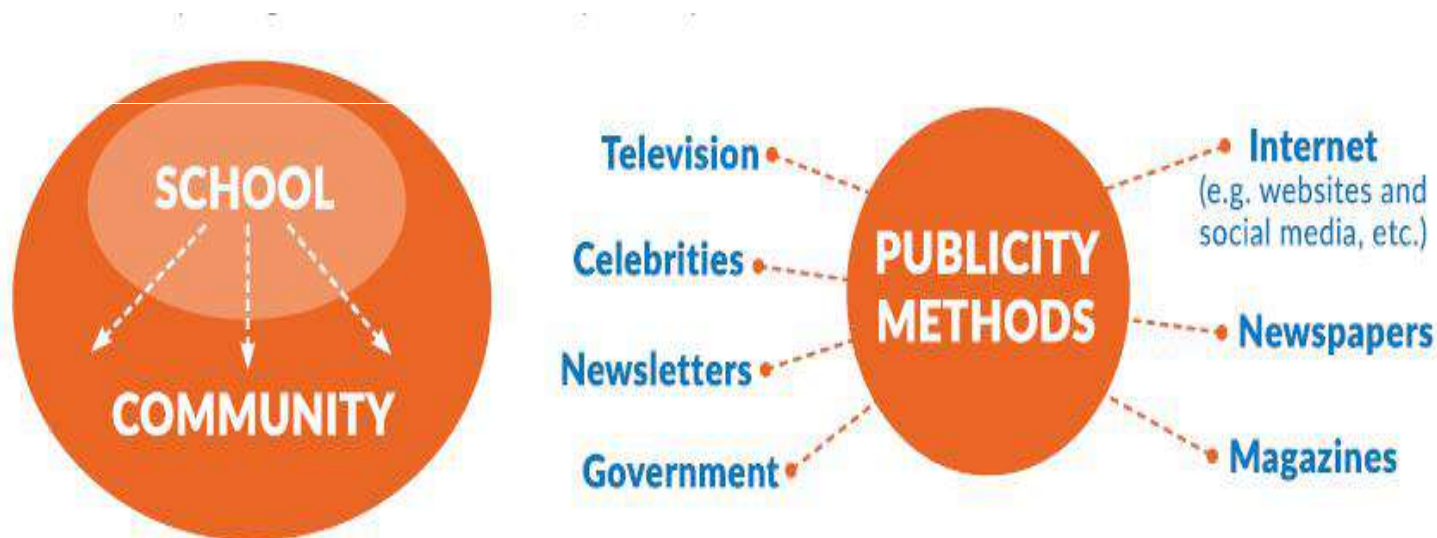 SCHOOL
COMMUNITY
Television
Celebrities
Newsletters
Government
PUBLICITY
METHODS
Internet
(e.g. websites and
social media, etc.)
Newspapers
Magazines